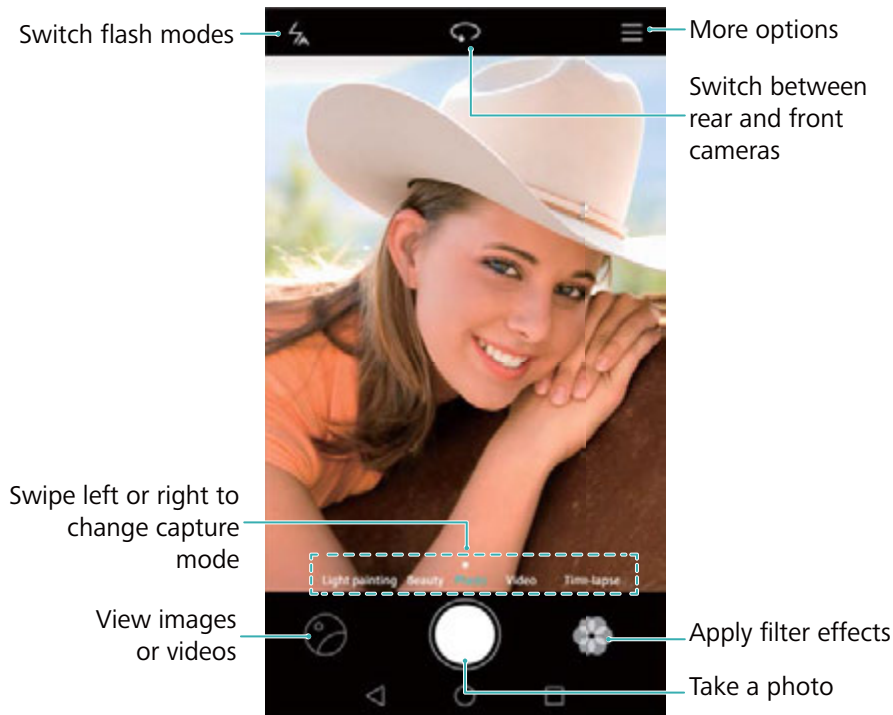 Switch flash modes
More options
Switch between
rear and front
cameras
Swipe left or right to
change capture
mode
Light painting Beauty Photo Video Time-lapse
View images
or videos
Apply filter effects
Take a photo